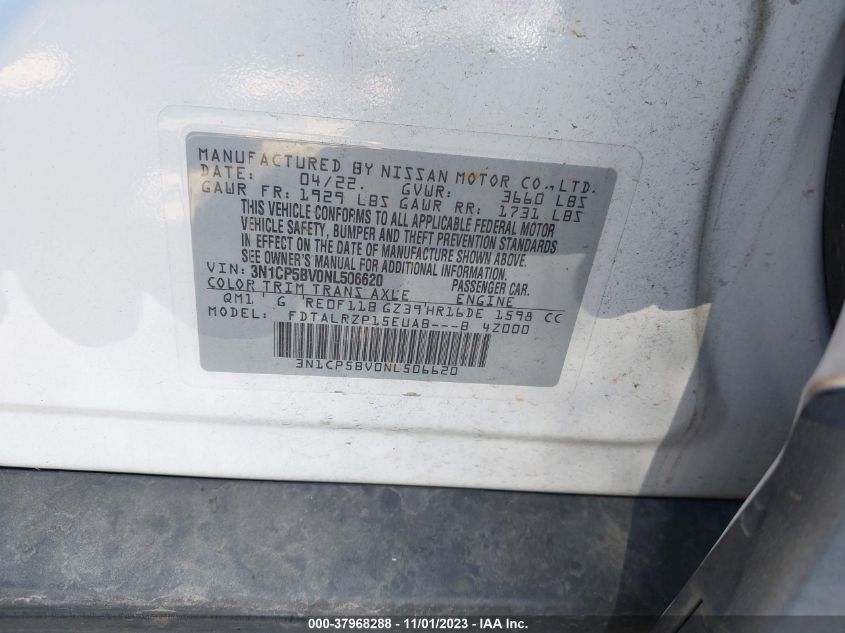 MANUFACTURED BY NISSAN MOTOR CO.,LTD.
DATE: 04/22. GVWR: 3660 LBS
GAWR FR: 1929 LBS GAWR RR: 1731 LBS
THIS VEHICLE CONFORMS TO ALL APPLICABLE FEDERAL MOTOR
VEHICLE SAFETY, BUMPER AND THEFT PREVENTION STANDARDS
IN EFFECT ON THE DATE OF MANUFACTURE SHOWN ABOVE.
SEE OWNER'S MANUAL FOR ADDITIONAL INFORMATION.
VIN: 3N1CP5BV0NL506620 PASSENGER CAR.
COLOR TRIM TRANS AXLE ENGINE
QM1 G RE0F11B GZ39 HR16DE 1598 CC
MODEL: FDTALRZP15EUAB---B 4Z000
3N1CP5BV0NL506620
000-37968288 - 11/01/2023 - IAA Inc.